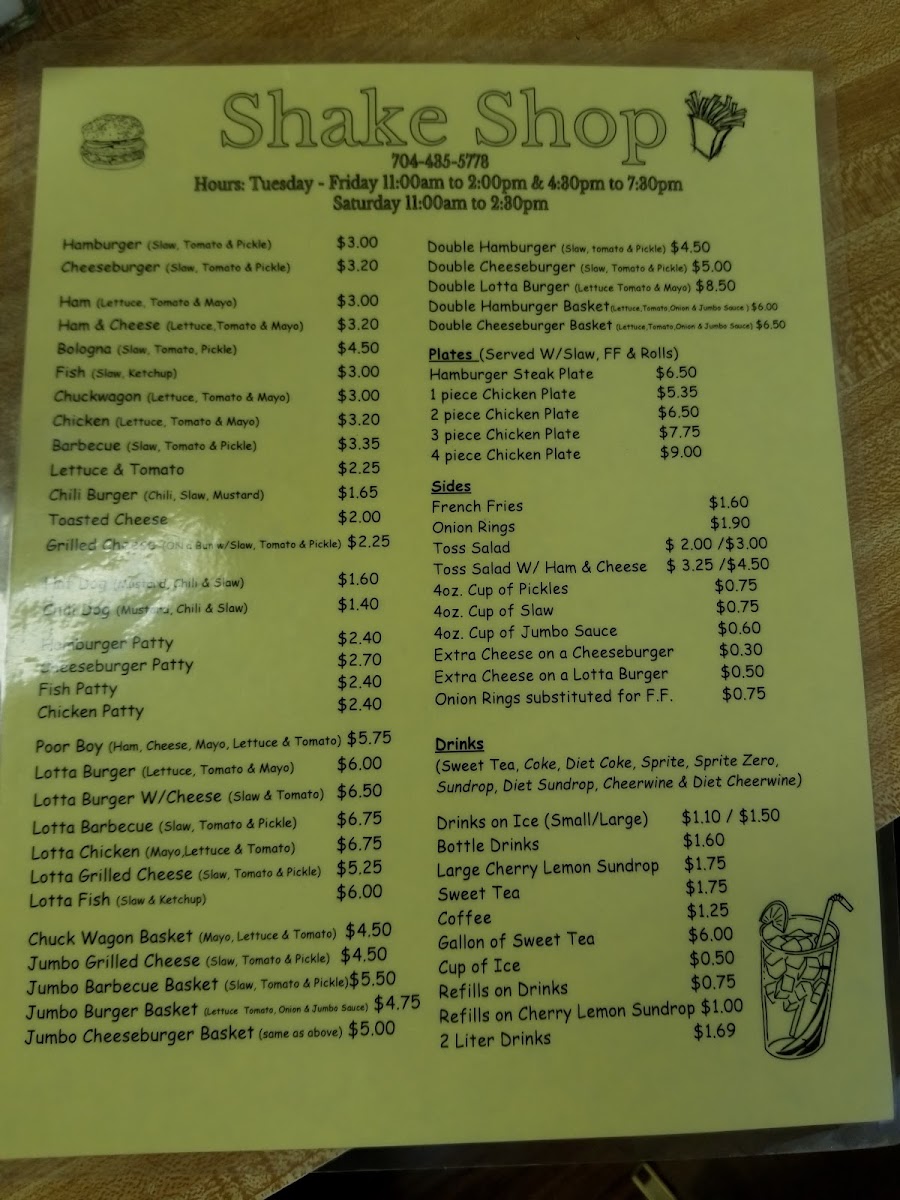 Shake Shop
704-435-5778
Hours: Tuesday - Friday 11:00am to 2:00pm & 4:30pm to 7:30pm
Saturday 11:00am to 2:30pm
Hamburger (Slaw, Tomato & Pickle) $3.00
Cheeseburger (Slaw, Tomato & Pickle) $3.20
Ham (Lettuce, Tomato & Mayo) $3.00
Ham & Cheese (Lettuce,Tomato & Mayo) $3.20
Bologna (Slaw, Tomato, Pickle) $4.50
Fish (Slaw, Ketchup) $3.00
Chuckwagon (Lettuce, Tomato & Mayo) $3.00
Chicken (Lettuce, Tomato & Mayo) $3.20
Barbecue (Slaw, Tomato & Pickle) $3.35
Lettuce & Tomato $2.25
Chili Burger (Chili, Slaw, Mustard) $1.65
Toasted Cheese $2.00
Grilled Cheese (ON a Bun w/Slaw, Tomato & Pickle) $2.25
Hot Dog (Mustard, Chili & Slaw) $1.60
Dog (Mustard, Chili & Slaw) $1.40
Hamburger Patty $2.40
Cheeseburger Patty $2.70
Fish Patty $2.40
Chicken Patty $2.40
Poor Boy (Ham, Cheese, Mayo, Lettuce & Tomato) $5.75
Lotta Burger (Lettuce, Tomato & Mayo) $6.00
Lotta Burger W/Cheese (Slaw & Tomato) $6.50
Lotta Barbecue (Slaw, Tomato & Pickle) $6.75
Lotta Chicken (Mayo,Lettuce & Tomato) $6.75
Lotta Grilled Cheese (Slaw, Tomato & Pickle) $5.25
Lotta Fish (Slaw & Ketchup) $6.00
Chuck Wagon Basket (Mayo, Lettuce & Tomato) $4.50
Jumbo Grilled Cheese (Slaw, Tomato & Pickle) $4.50
Jumbo Barbecue Basket (Slaw, Tomato & Pickle)$5.50
Jumbo Burger Basket (Lettuce Tomato, Onion & Jumbo Sauce) $4.75
Jumbo Cheeseburger Basket (same as above) $5.00
Double Hamburger (Slaw, tomato & Pickle) $4.50
Double Cheeseburger (Slaw, Tomato & Pickle) $5.00
Double Lotta Burger (Lettuce Tomato & Mayo) $8.50
Double Hamburger Basket(Lettuce,Tomato,Onion & Jumbo Sauce ) $6.00
Double Cheeseburger Basket (Lettuce,Tomato,Onion & Jumbo Sauce) $6.50
Plates (Served W/Slaw, FF & Rolls)
Hamburger Steak Plate $6.50
1 piece Chicken Plate $5.35
2 piece Chicken Plate $6.50
3 piece Chicken Plate $7.75
4 piece Chicken Plate $9.00
Sides
French Fries $1.60
Onion Rings $1.90
Toss Salad $ 2.00 /$3.00
Toss Salad W/ Ham & Cheese $ 3.25 /$4.50
4oz. Cup of Pickles $0.75
4oz. Cup of Slaw $0.75
4oz. Cup of Jumbo Sauce $0.60
Extra Cheese on a Cheeseburger $0.30
Extra Cheese on a Lotta Burger $0.50
Onion Rings substituted for F.F. $0.75
Drinks
(Sweet Tea, Coke, Diet Coke, Sprite, Sprite Zero,
Sundrop, Diet Sundrop, Cheerwine & Diet Cheerwine)
Drinks on Ice (Small/Large) $1.10 / $1.50
Bottle Drinks $1.60
Large Cherry Lemon Sundrop $1.75
Sweet Tea $1.75
Coffee $1.25
Gallon of Sweet Tea $6.00
Cup of Ice $0.50
Refills on Drinks $0.75
Refills on Cherry Lemon Sundrop $1.00
2 Liter Drinks $1.69